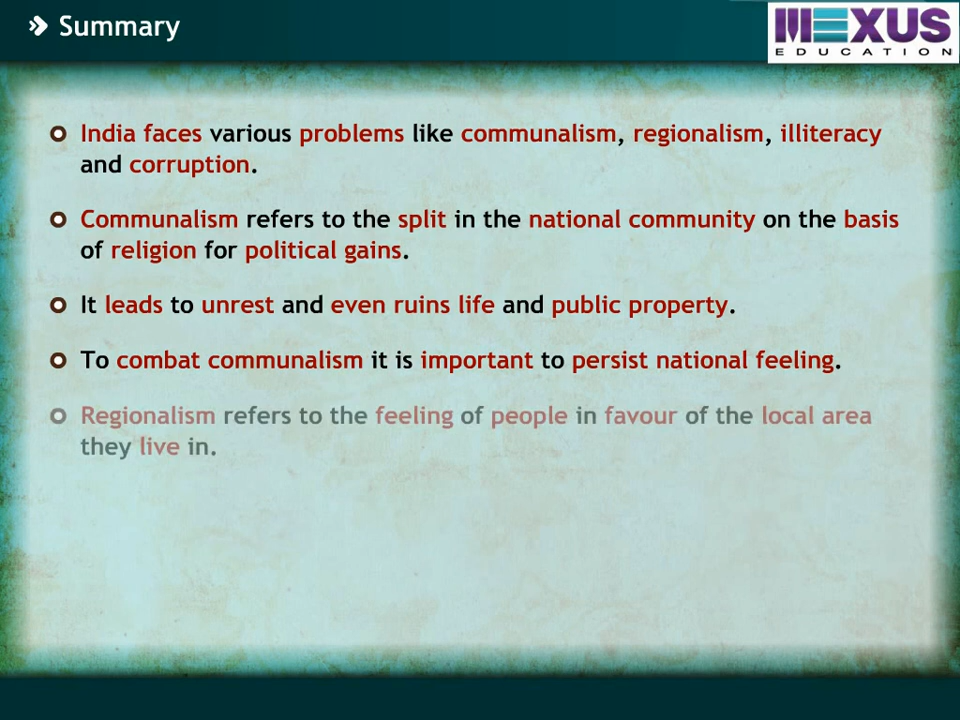 Summary
MEXUS
EDUCATION
India faces various problems like communalism, regionalism, illiteracy
and corruption.
Communalism refers to the split in the national community on the basis
of religion for political gains.
It leads to unrest and even ruins life and public property.
To combat communalism it is important to persist national feeling.
Regionalism refers to the feeling of people in favour of the local area
they live in.